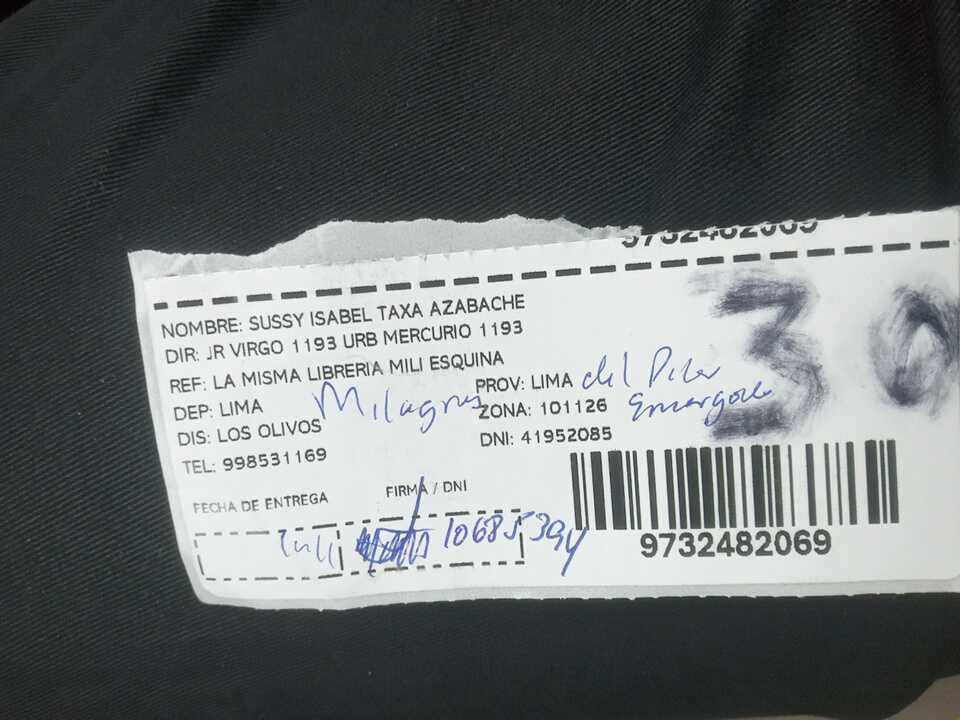 9732482069
NOMBRE: SUSSY ISABEL TAXA AZABACHE
DIR: JR VIRGO 1193 URB MERCURIO 1193
REF: LA MISMA LIBRERIA MILI ESQUINA
DEP: LIMA
PROV: LIMA
DIS: LOS OLIVOS
ZONA: 101126
TEL: 998531169
DNI: 41952085
Milagros del Pilar
30
FECHA DE ENTREGA
FIRMA / DNI
9732482069